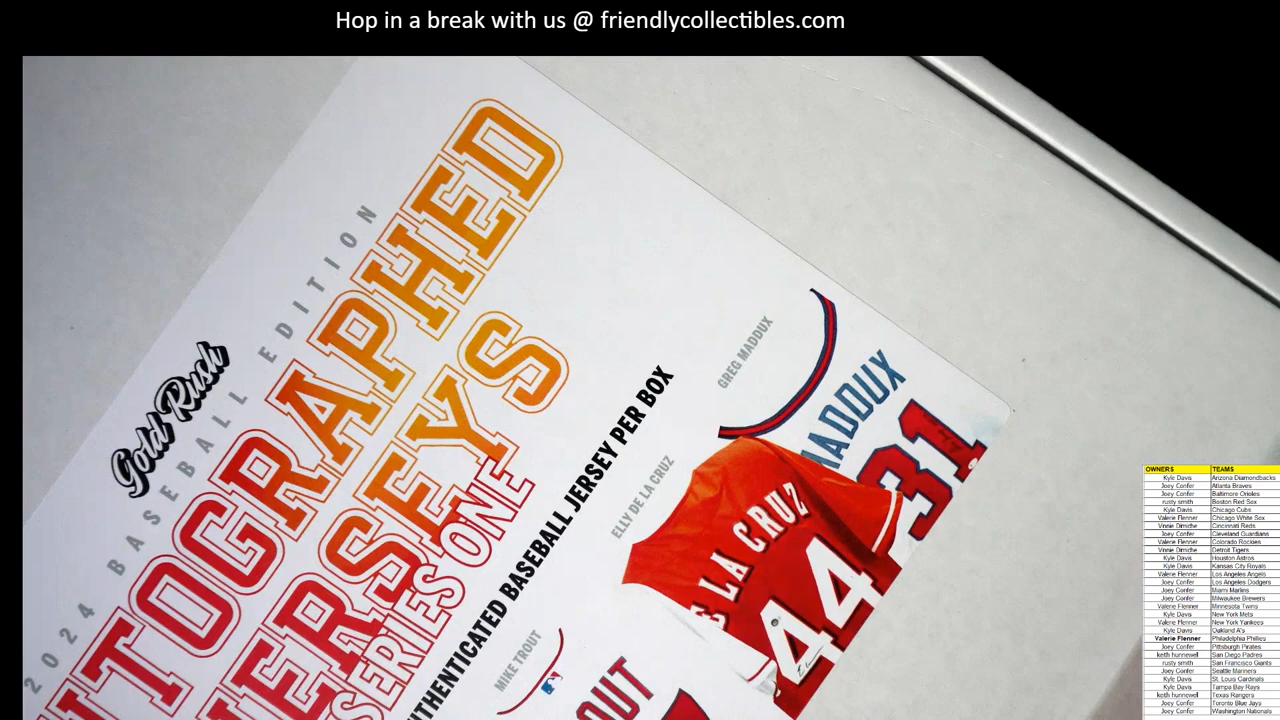 Hop in a break with us @ friendlycollectibles.com
Gold Rush
2024 BASEBALL EDITION
UTOGRAPHED
JERSEYS
SERIES ONE
UTHENTICATED BASEBALL JERSEY PER BOX
GREG MADDUX
MADDUX
31
ELLY DE LA CRUZ
E LA CRUZ
44
MIKE TROUT
OUT
OWNERS TEAMS
Kyle Davis Arizona Diamondbacks
Joey Confer Atlanta Braves
Joey Confer Baltimore Orioles
rusty smith Boston Red Sox
Kyle Davis Chicago Cubs
Valerie Flenner Chicago White Sox
Vinnie Dimiche Cincinnati Reds
Joey Confer Cleveland Guardians
Valerie Flenner Colorado Rockies
Vinnie Dimiche Detroit Tigers
Kyle Davis Houston Astros
Kyle Davis Kansas City Royals
Valerie Flenner Los Angeles Angels
Joey Confer Los Angeles Dodgers
Joey Confer Miami Marlins
Joey Confer Milwaukee Brewers
Valerie Flenner Minnesota Twins
Kyle Davis New York Mets
Valerie Flenner New York Yankees
Kyle Davis Oakland A's
Valerie Flenner Philadelphia Phillies
Joey Confer Pittsburgh Pirates
keith hunnewell San Diego Padres
rusty smith San Francisco Giants
Joey Confer Seattle Mariners
Kyle Davis St. Louis Cardinals
Kyle Davis Tampa Bay Rays
keith hunnewell Texas Rangers
Joey Confer Toronto Blue Jays
Joey Confer Washington Nationals